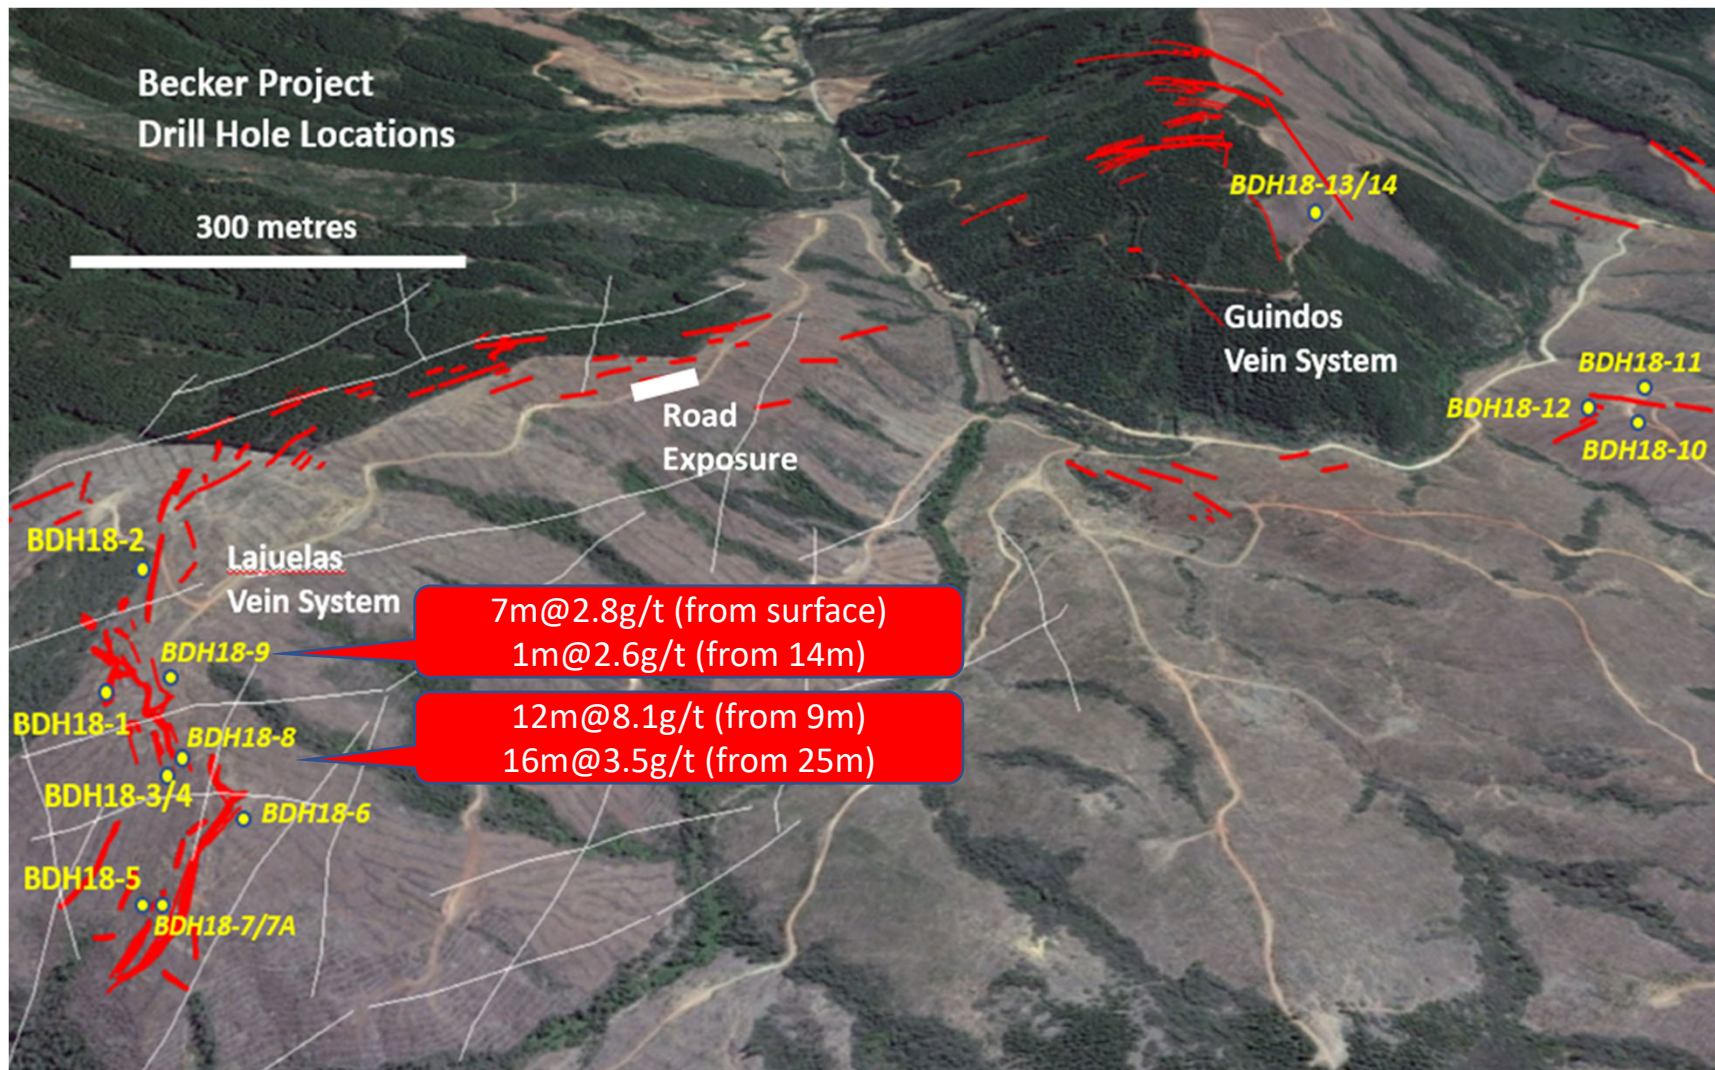 Becker Project
Drill Hole Locations
300 metres
BDH18-13/14
Guindos
Vein System
BDH18-11
BDH18-12
BDH18-10
Road
Exposure
BDH18-2
Lajuelas
Vein System
7m@2.8g/t (from surface)
1m@2.6g/t (from 14m)
BDH18-9
BDH18-1
12m@8.1g/t (from 9m)
16m@3.5g/t (from 25m)
BDH18-8
BDH18-3/4
BDH18-6
BDH18-5
BDH18-7/7A